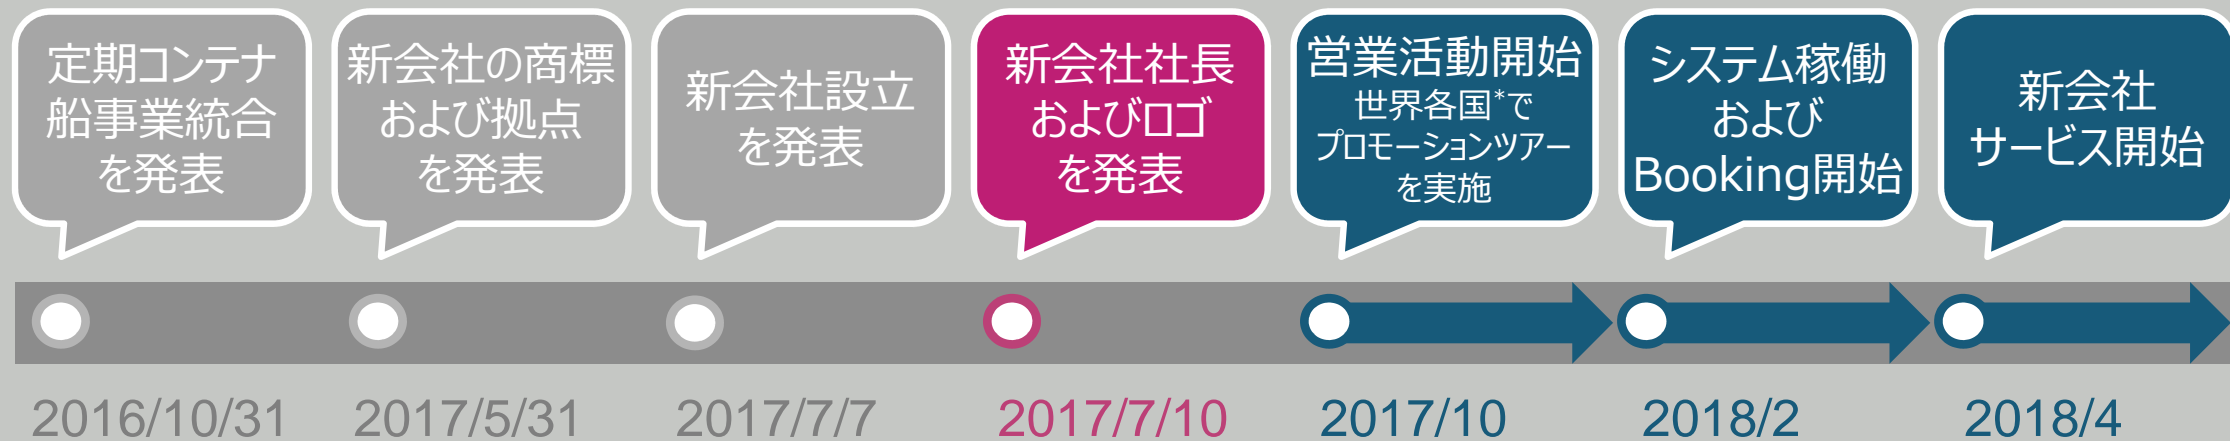 定期コンテナ
船事業統合
を発表
新会社の商標
および拠点
を発表
新会社設立
を発表
新会社社長
およびロゴ
を発表
営業活動開始
世界各国*で
プロモーションツアー
を実施
システム稼働
および
Booking開始
新会社
サービス開始
2016/10/31
2017/5/31
2017/7/7
2017/7/10
2017/10
2018/2
2018/4